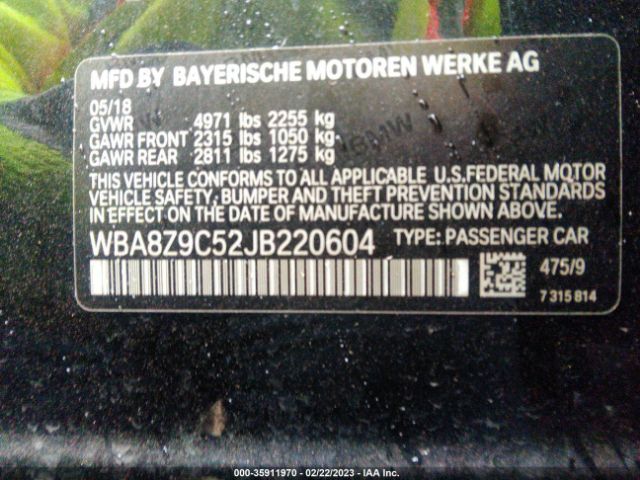 MFD BY BAYERISCHE MOTOREN WERKE AG
05/18
GVWR 4971 lbs 2255 kg
GAWR FRONT 2315 lbs 1050 kg
GAWR REAR 2811 lbs 1275 kg
THIS VEHICLE CONFORMS TO ALL APPLICABLE U.S.FEDERAL MOTOR
VEHICLE SAFETY, BUMPER AND THEFT PREVENTION STANDARDS
IN EFFECT ON THE DATE OF MANUFACTURE SHOWN ABOVE.
WBA8Z9C52JB220604 TYPE: PASSENGER CAR
475/9
7 315 814
000-35911970 - 02/22/2023 - IAA Inc.